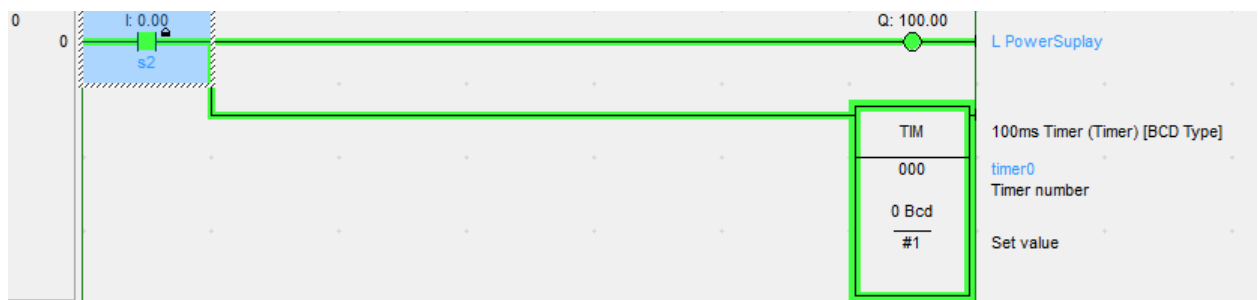 0
I: 0.00
Q: 100.00
0
L PowerSuplay
s2
TIM
100ms Timer (Timer) [BCD Type]
000
timer0
Timer number
0 Bcd
#1
Set value